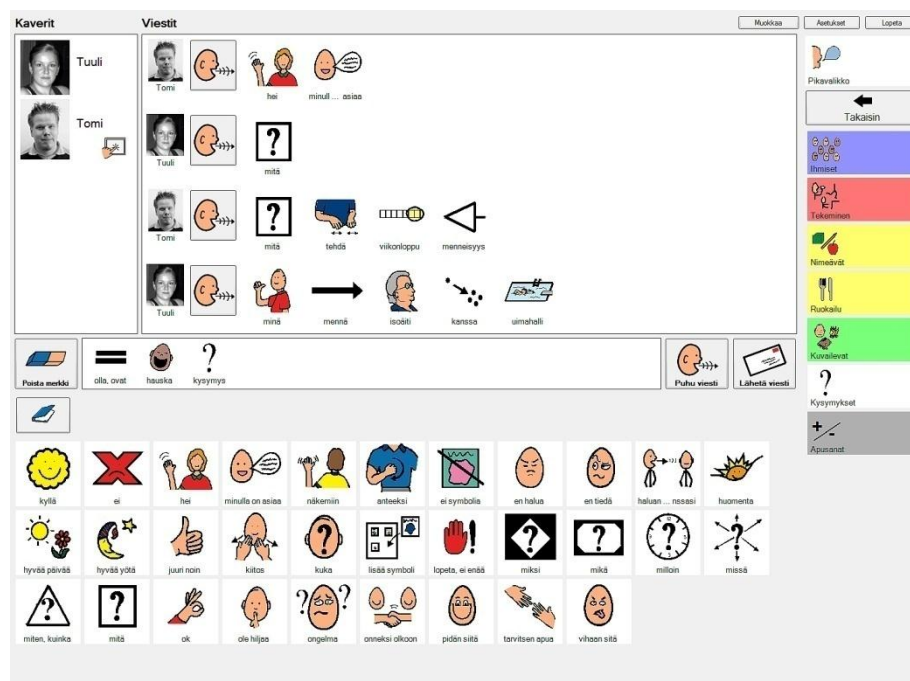 Kaverit Viestit Muokkaa Asetukset Lopeta
Tuuli
Tomi
Tomi hei minull ... asiaa
Tuuli mitä
Tomi mitä tehdä viikonloppu menneisyys
Tuuli minä mennä isoäiti kanssa uimahalli
Pikavalikko
Takaisin
Ihmiset
Tekeminen
Nimeävät
Ruokailu
Kuvailevat
Kysymykset
Apusanat
Poista merkki olla, ovat hauska kysymys Puhu viesti Lähetä viesti
kyllä ei hei minulla on asiaa näkemiin anteeksi ei symbolia en halua en tiedä haluan ... nssasi huomenta
hyvää päivää hyvää yötä juuri noin kiitos kuka lisää symboli lopeta, ei enää miksi mikä milloin missä
miten, kuinka mitä ok ole hiljaa ongelma onneksi olkoon pidän siitä tarvitsen apua vihaan sitä